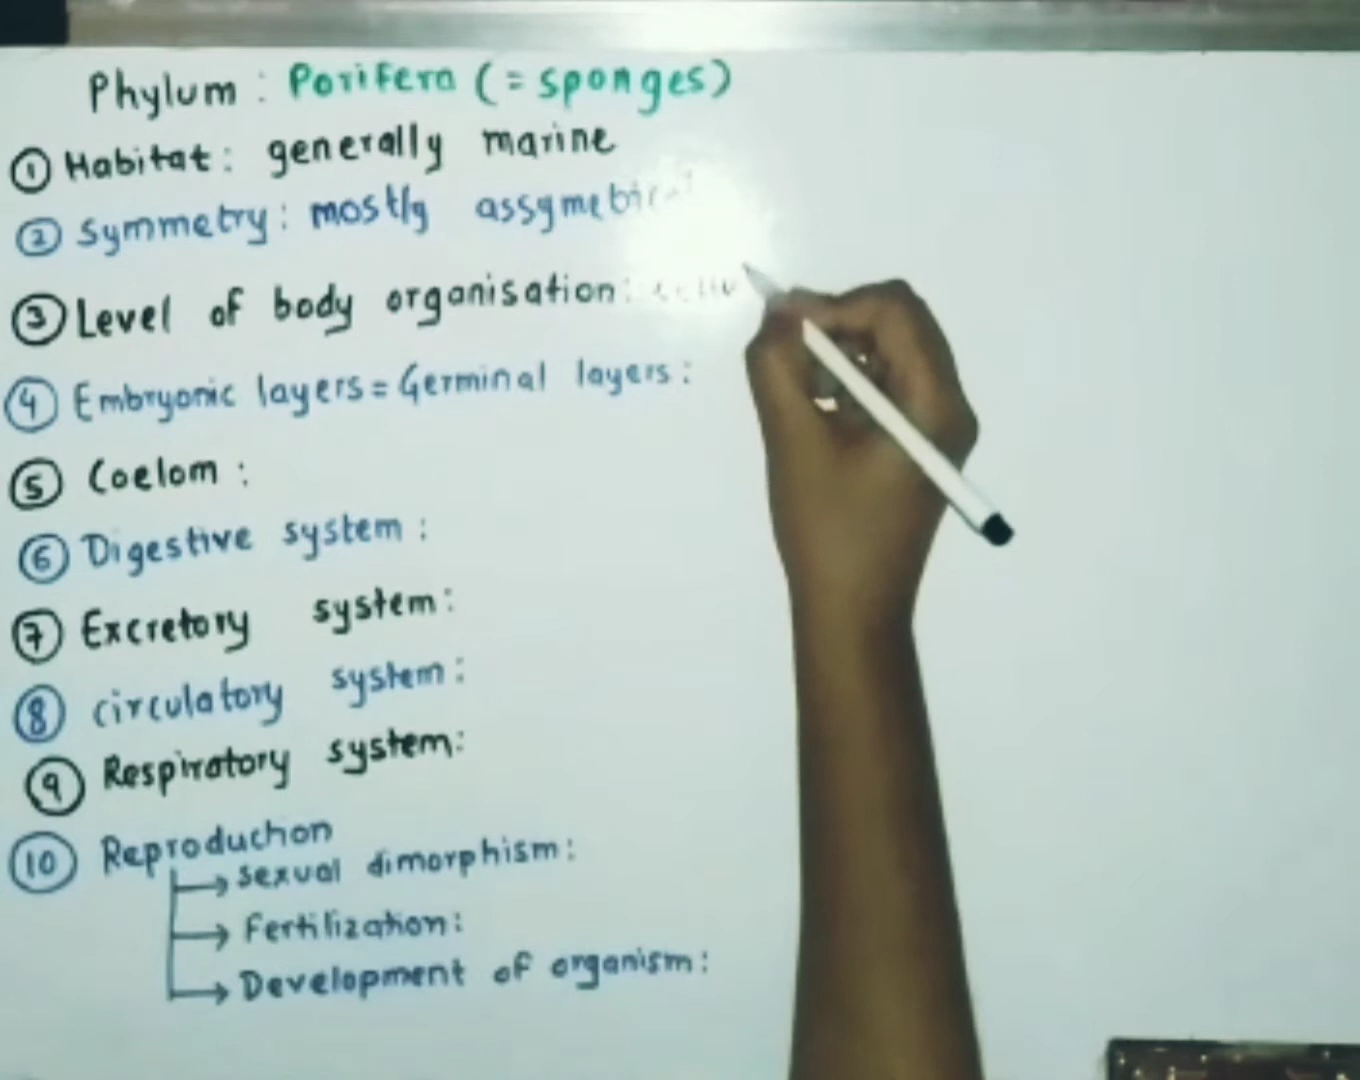 Phylum: Porifera (= sponges)
① Habitat: generally marine
② Symmetry: mostly
③ Level of body organisation:
④ Embryonic layers = Germinal layers:
⑤ Coelom:
⑥ Digestive system:
⑦ Excretory system:
⑧ circulatory system:
⑨ Respiratory system:
⑩ Reproduction
→ sexual dimorphism:
→ Fertilization:
→ Development of organism: